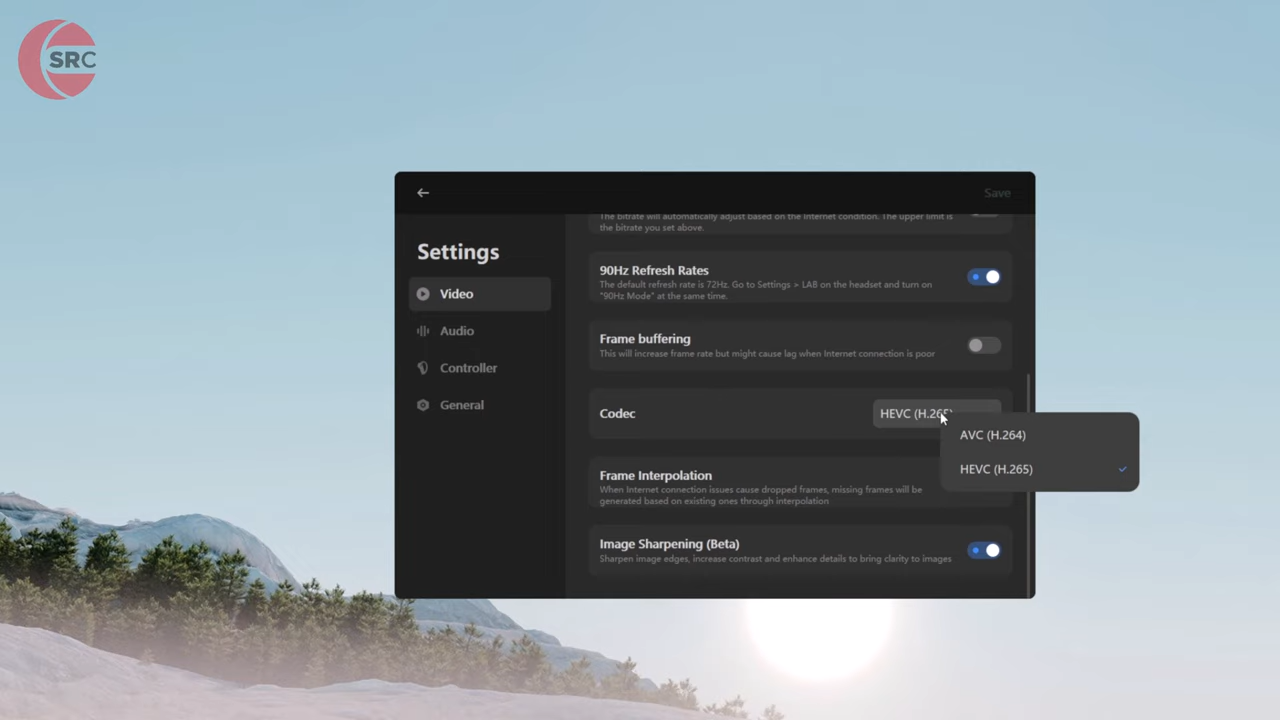 SRC
Save
The bitrate will automatically adjust based on the Internet condition. The upper limit is
the bitrate you set above.
Settings
Video
Audio
Controller
General
90Hz Refresh Rates
The default refresh rate is 72Hz. Go to Settings > LAB on the headset and turn on
"90Hz Mode" at the same time.
Frame buffering
This will increase frame rate but might cause lag when Internet connection is poor
Codec
HEVC (H.265)
AVC (H.264)
HEVC (H.265)
Frame Interpolation
When Internet connection issues cause dropped frames, missing frames will be
generated based on existing ones through interpolation
Image Sharpening (Beta)
Sharpen image edges, increase contrast and enhance details to bring clarity to images